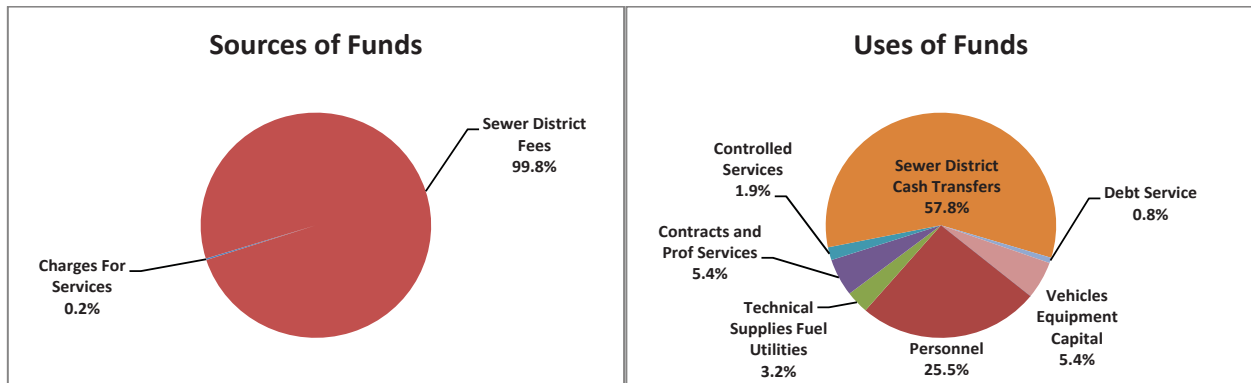 Sources of Funds
Sewer District
Fees
99.8%
Charges For
Services
0.2%
Uses of Funds
Controlled
Services
1.9%
Sewer District
Cash Transfers
57.8%
Debt Service
0.8%
Contracts and
Prof Services
5.4%
Technical
Supplies Fuel
Utilities
3.2%
Personnel
25.5%
Vehicles
Equipment
Capital
5.4%